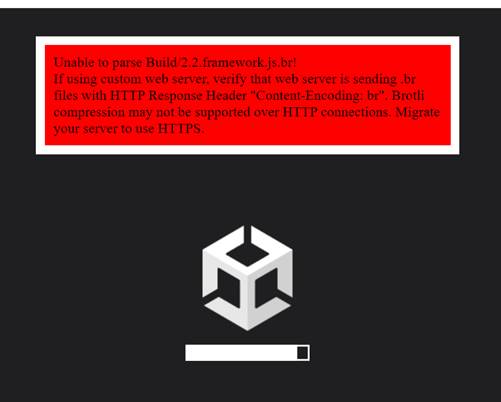 Unable to parse Build/2.2.framework.js.br!
If using custom web server, verify that web server is sending .br
files with HTTP Response Header "Content-Encoding: br". Brotli
compression may not be supported over HTTP connections. Migrate
your server to use HTTPS.